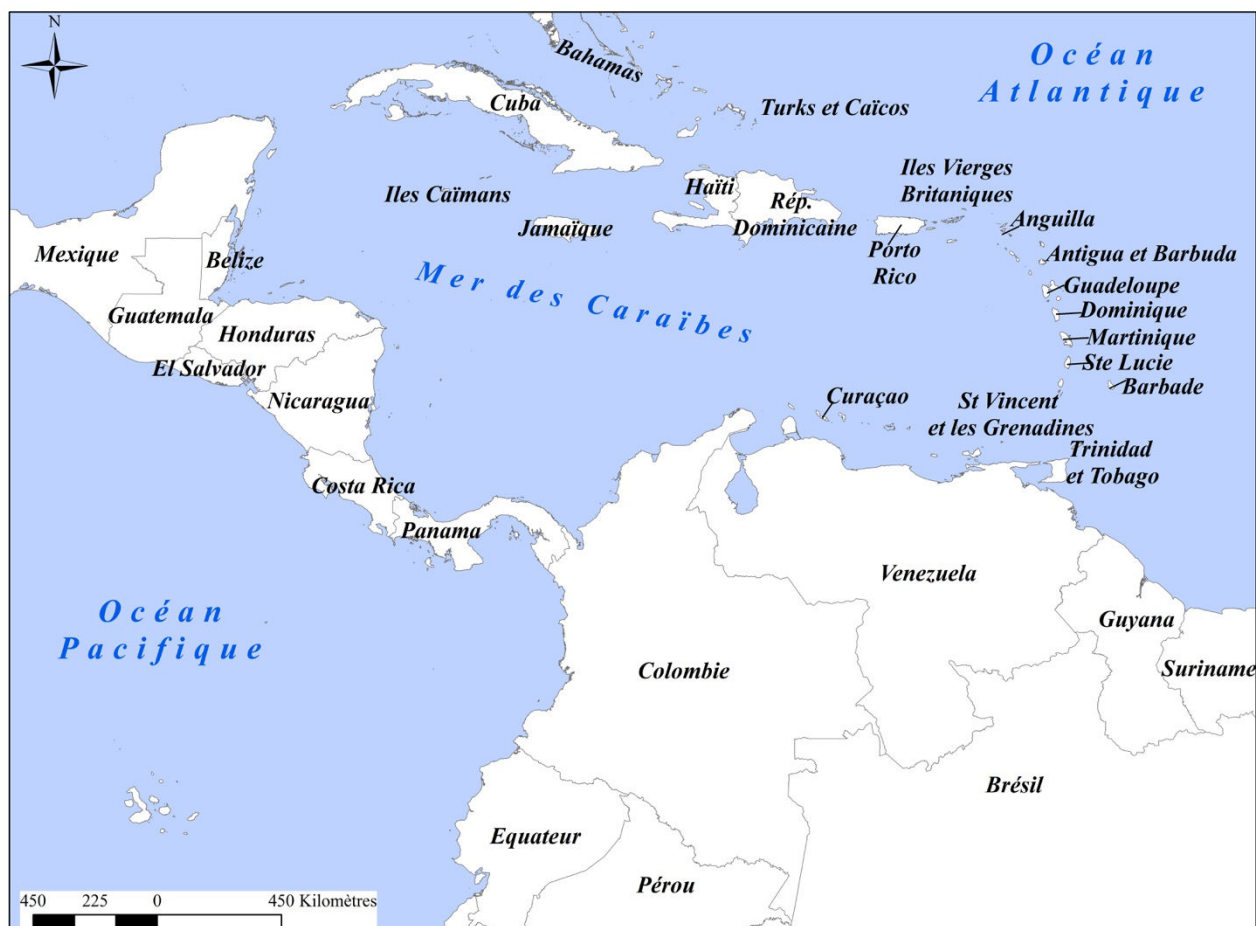 N
Océan
Atlantique
Bahamas
Cuba
Turks et Caïcos
Iles Vierges
Britaniques
Haïti
Rép.
Dominicaine
Iles Caïmans
Jamaïque
Anguilla
Porto
Rico
Antigua et Barbuda
Mexique
Belize
Mer des Caraïbes
Guadeloupe
Dominique
Guatemala
Honduras
Martinique
El Salvador
Ste Lucie
Barbade
Nicaragua
Curaçao
St Vincent
et les Grenadines
Trinidad
et Tobago
Costa Rica
Panama
Venezuela
Océan
Pacifique
Guyana
Colombie
Suriname
Brésil
Equateur
Pérou
450 225 0 450 Kilomètres